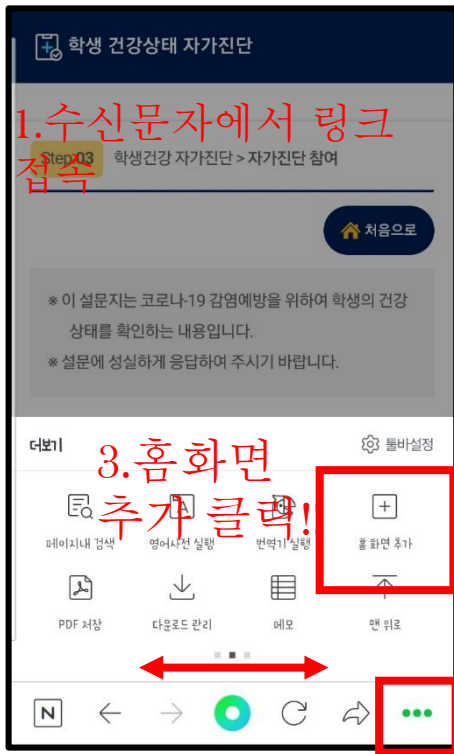 학생 건강상태 자가진단
1.수신문자에서 링크
접속
Step.03 학생건강 자가진단 > 자가진단 참여
처음으로
※ 이 설문지는 코로나-19 감염예방을 위하여 학생의 건강
상태를 확인하는 내용입니다.
※ 설문에 성실하게 응답하여 주시기 바랍니다.
더보기 툴바설정
3.홈화면
추가 클릭!
페이지내 검색 영어사전 실행 번역기 실행 홈 화면 추가
PDF 저장 다운로드 관리 메모 맨 위로
N